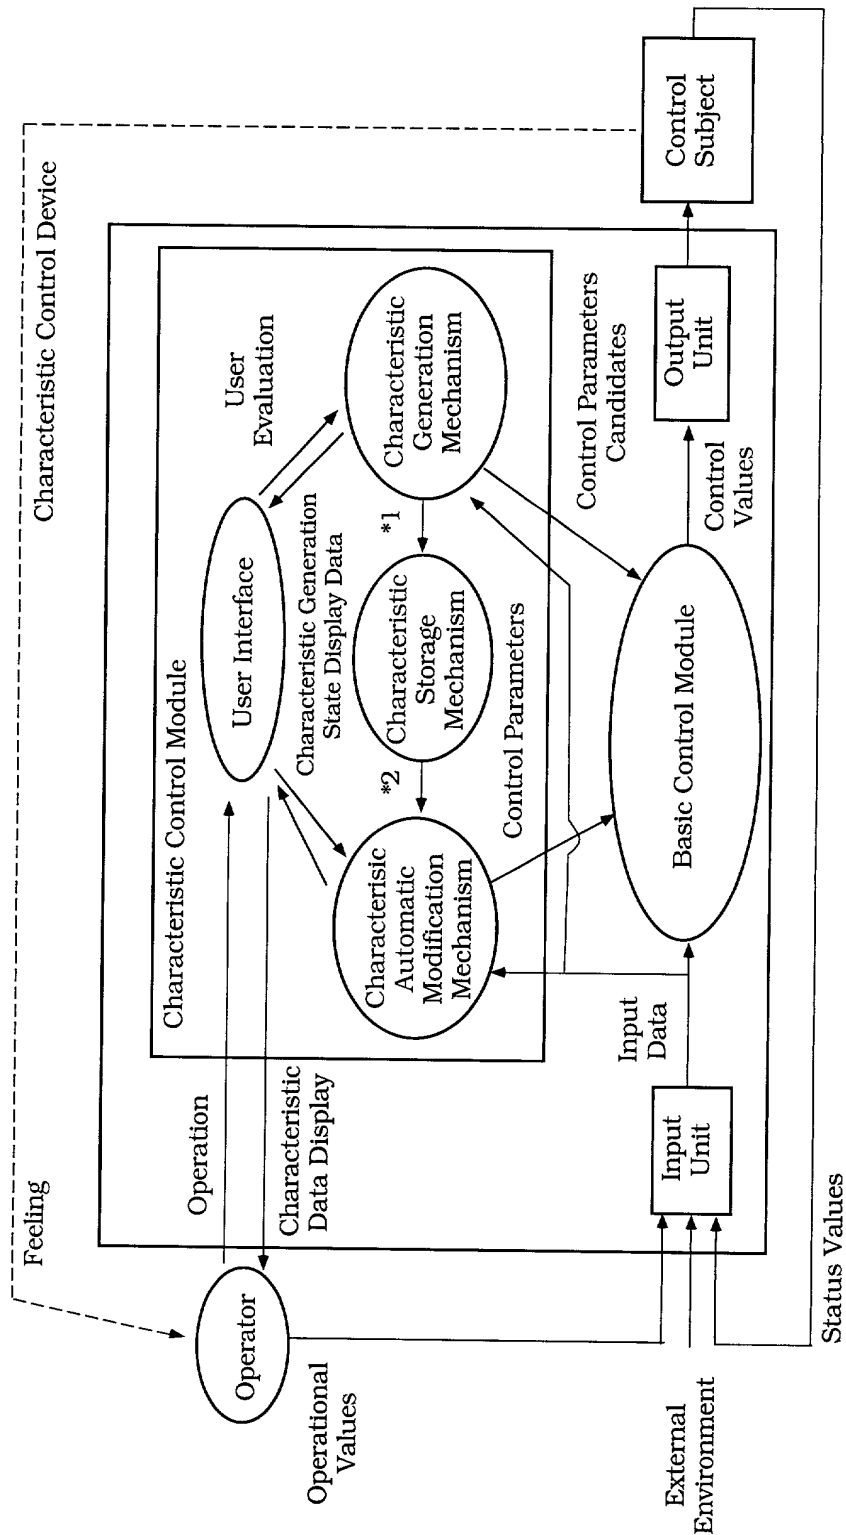 Characteristic Control Device
Feeling
Characteristic Control Module
Operation
Characteristic
Data Display
Operator
Operational
Values
User Interface
User
Evaluation
Characteristic Generation
State Display Data
Characterisic
Automatic
Modification
Mechanism
*2
Characteristic
Storage
Mechanism
*1
Characteristic
Generation
Mechanism
Control Parameters
Control Parameters
Candidates
Input
Data
External
Environment
Input
Unit
Basic Control Module
Control
Values
Output
Unit
Control
Subject
Status Values